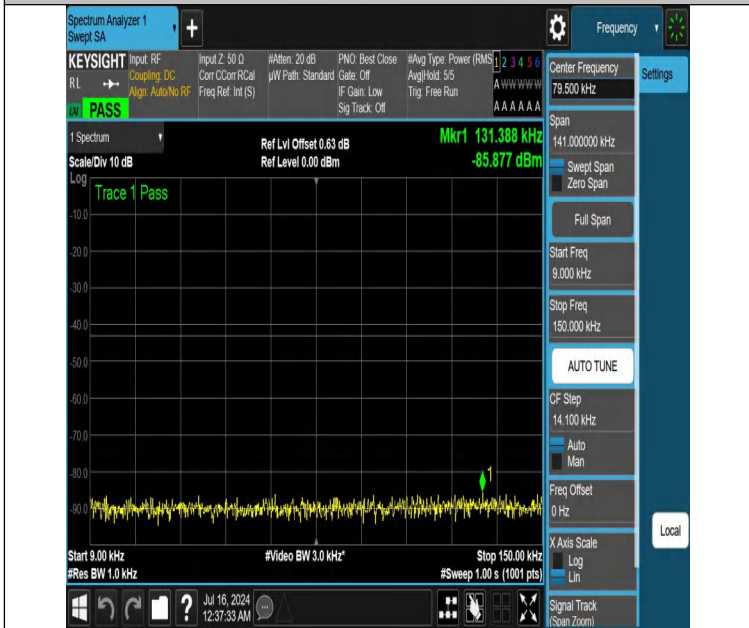 Spectrum Analyzer 1
Swept SA
+
Frequency
KEYSIGHT
RL
PASS
Input: RF
Coupling: DC
Align: Auto/No RF
Input Z: 50 Ω
Corr CCorr RCal
Freq Ref: Int (S)
#Atten: 20 dB
µW Path: Standard
PNO: Best Close
Gate: Off
IF Gain: Low
Sig Track: Off
#Avg Type: Power (RMS
Avg|Hold: 5/5
Trig: Free Run
1 2 3 4 5 6
A W W W W W
A A A A A A
1 Spectrum
Scale/Div 10 dB
Ref Lvl Offset 0.63 dB
Ref Level 0.00 dBm
Mkr1 131.388 kHz
-85.877 dBm
Log
Trace 1 Pass
-10.0
-20.0
-30.0
-40.0
-50.0
-60.0
-70.0
-80.0
-90.0
1
Start 9.00 kHz
#Res BW 1.0 kHz
#Video BW 3.0 kHz*
Stop 150.00 kHz
#Sweep 1.00 s (1001 pts)
Jul 16, 2024
12:37:33 AM
?
Center Frequency
79.500 kHz
Span
141.000000 kHz
Swept Span
Zero Span
Full Span
Start Freq
9.000 kHz
Stop Freq
150.000 kHz
AUTO TUNE
CF Step
14.100 kHz
Auto
Man
Freq Offset
0 Hz
X Axis Scale
Log
Lin
Signal Track
(Span Zoom)
Settings
Local